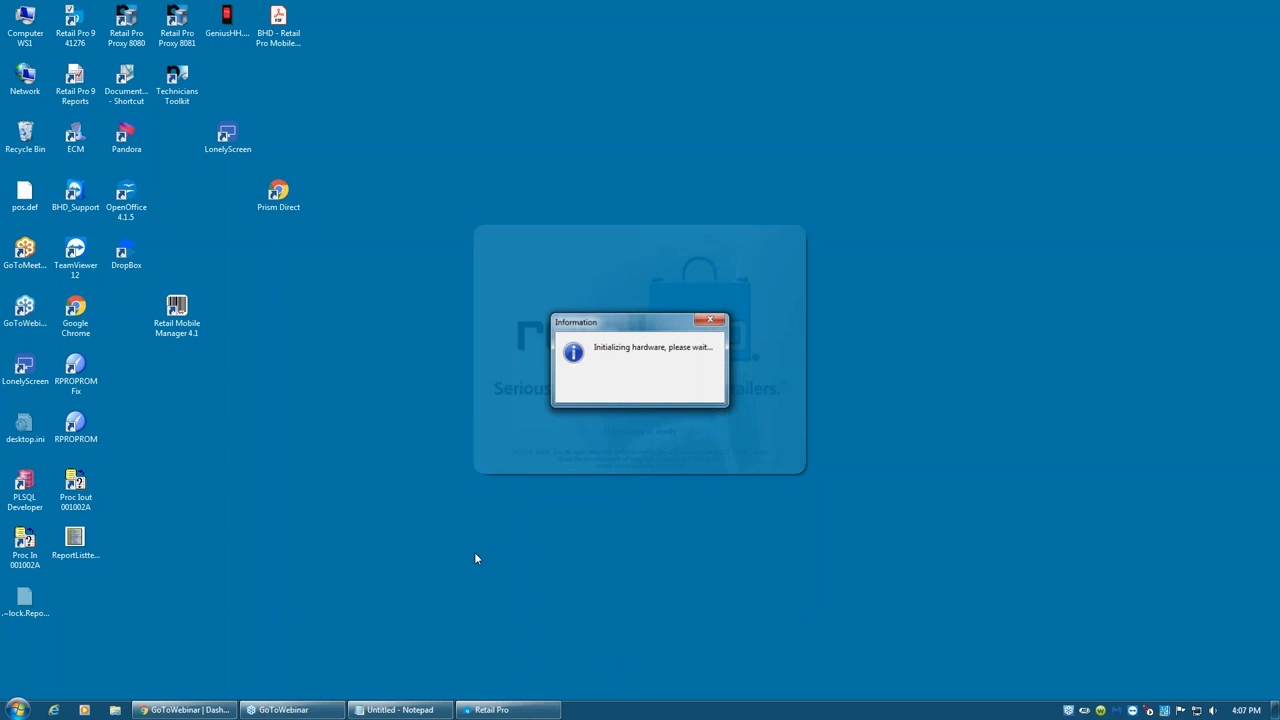 Computer
WS1
Retail Pro 9
41276
Retail Pro
Proxy 8080
Retail Pro
Proxy 8081
GeniusHH....
BHD - Retail
Pro Mobile...
Network
Retail Pro 9
Reports
Document...
- Shortcut
Technicians
Toolkit
Recycle Bin
ECM
Pandora
LonelyScreen
pos.def
BHD_Support
OpenOffice
4.1.5
Prism Direct
GoToMeet...
TeamViewer
12
DropBox
GoToWebi...
Google
Chrome
Retail Mobile
Manager 4.1
LonelyScreen
RPROPROM
Fix
desktop.ini
RPROPROM
PLSQL
Developer
Proc Iout
001002A
Proc In
001002A
ReportListte...
.~lock.Repo...
Information
Initializing hardware, please wait...
Serious
GoToWebinar | Dash...
GoToWebinar
Untitled - Notepad
Retail Pro
4:07 PM